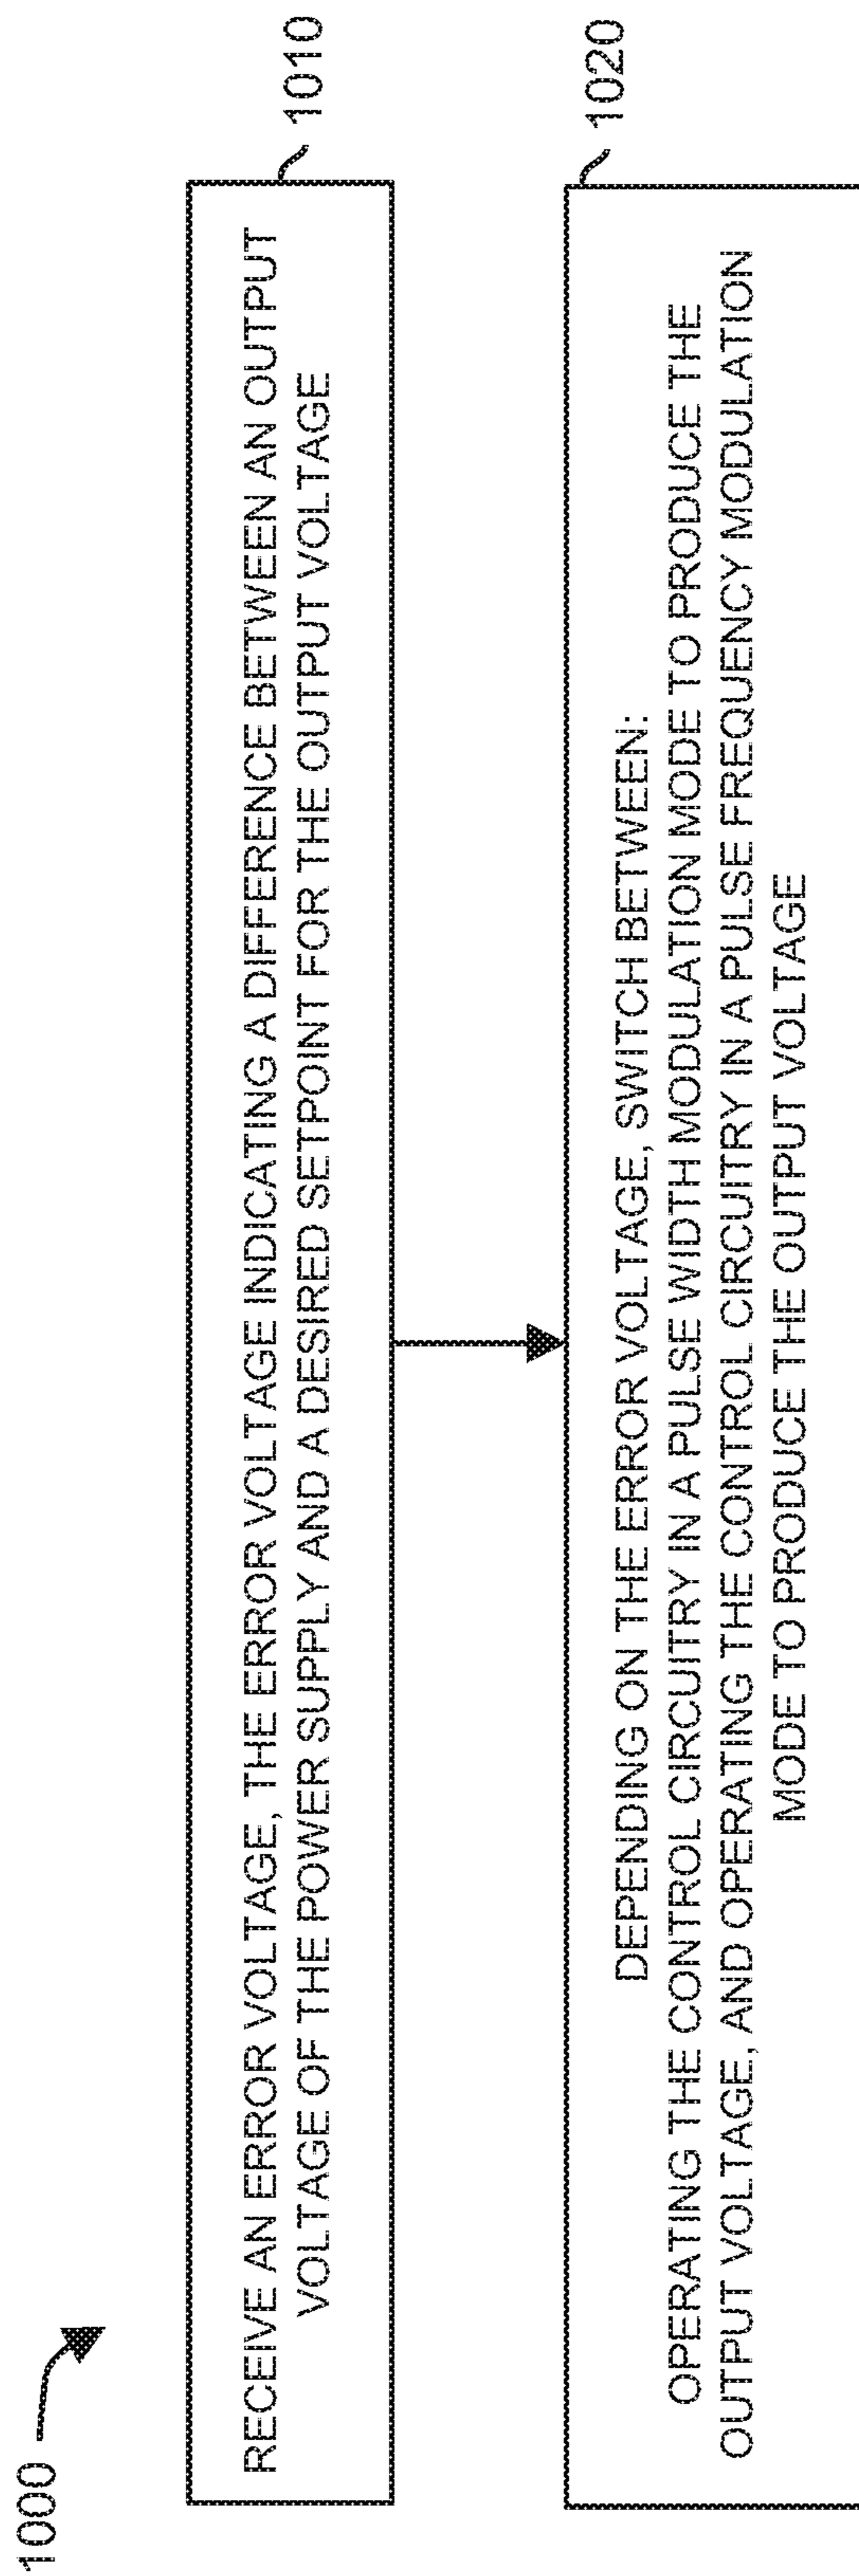 1000
RECEIVE AN ERROR VOLTAGE, THE ERROR VOLTAGE INDICATING A DIFFERENCE BETWEEN AN OUTPUT
VOLTAGE OF THE POWER SUPPLY AND A DESIRED SETPOINT FOR THE OUTPUT VOLTAGE
1010
DEPENDING ON THE ERROR VOLTAGE, SWITCH BETWEEN:
OPERATING THE CONTROL CIRCUITRY IN A PULSE WIDTH MODULATION MODE TO PRODUCE THE
OUTPUT VOLTAGE, AND OPERATING THE CONTROL CIRCUITRY IN A PULSE FREQUENCY MODULATION
MODE TO PRODUCE THE OUTPUT VOLTAGE
1020